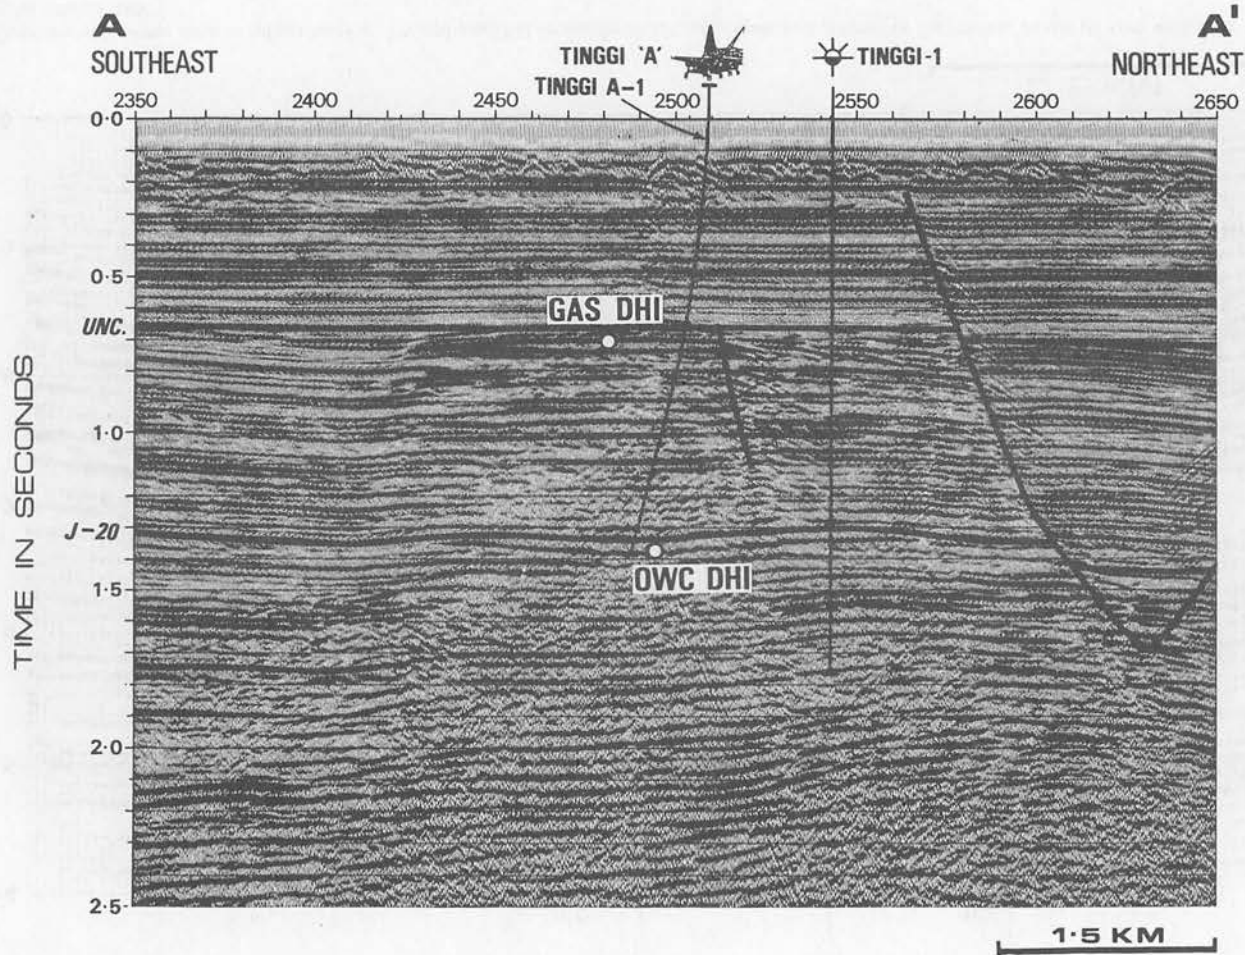 A
A'
SOUTHEAST
TINGGI 'A'
TINGGI-1
NORTHEAST
TINGGI A-1
2350 2400 2450 2500 2550 2600 2650
0·0
0·5
UNC.
GAS DHI
1·0
J-20
OWC DHI
1·5
2·0
2·5
TIME IN SECONDS
1·5 KM